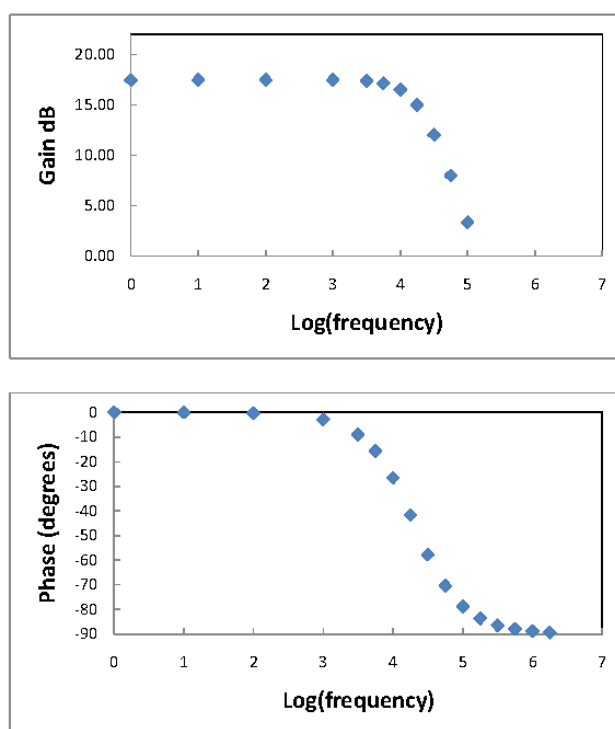 20.00
15.00
10.00
5.00
0.00
Gain dB
0 1 2 3 4 5 6 7
Log(frequency)
0
-10
-20
-30
-40
-50
-60
-70
-80
-90
Phase (degrees)
0 1 2 3 4 5 6 7
Log(frequency)